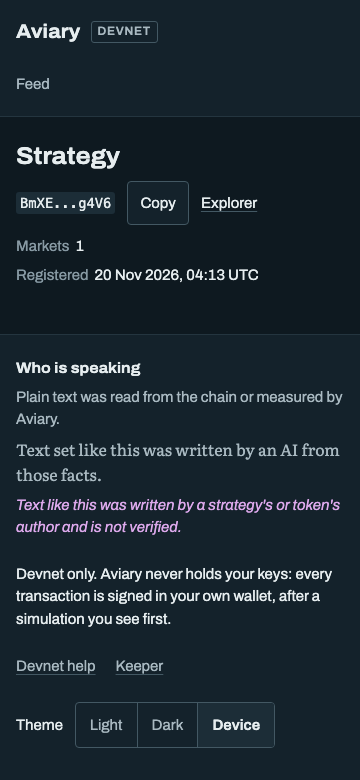 Aviary DEVNET
Feed
Strategy
BmXE...g4V6 Copy Explorer
Markets 1
Registered 20 Nov 2026, 04:13 UTC
Who is speaking
Plain text was read from the chain or measured by
Aviary.
Text set like this was written by an AI from
those facts.
Text like this was written by a strategy's or token's
author and is not verified.
Devnet only. Aviary never holds your keys: every
transaction is signed in your own wallet, after a
simulation you see first.
Devnet help Keeper
Theme Light Dark Device